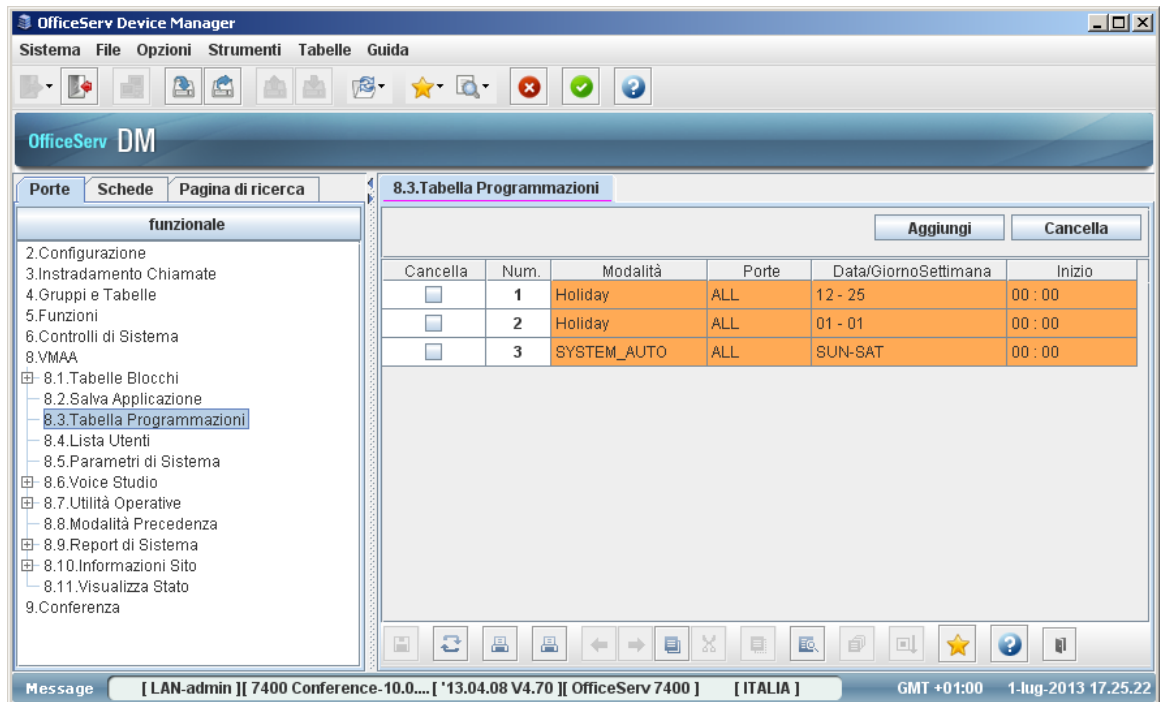 OfficeServ Device Manager
Sistema File Opzioni Strumenti Tabelle Guida
OfficeServ DM
Porte Schede Pagina di ricerca
funzionale
2.Configurazione
3.Instradamento Chiamate
4.Gruppi e Tabelle
5.Funzioni
6.Controlli di Sistema
8.VMAA
8.1.Tabelle Blocchi
8.2.Salva Applicazione
8.3.Tabella Programmazioni
8.4.Lista Utenti
8.5.Parametri di Sistema
8.6.Voice Studio
8.7.Utilità Operative
8.8.Modalità Precedenza
8.9.Report di Sistema
8.10.Informazioni Sito
8.11.Visualizza Stato
9.Conferenza
8.3.Tabella Programmazioni
Aggiungi Cancella
Cancella Num. Modalità Porte Data/GiornoSettimana Inizio
1 Holiday ALL 12 - 25 00 : 00
2 Holiday ALL 01 - 01 00 : 00
3 SYSTEM_AUTO ALL SUN-SAT 00 : 00
Message [ LAN-admin ][ 7400 Conference-10.0....[ '13.04.08 V4.70 ][ OfficeServ 7400 ] [ ITALIA ] GMT +01:00 1-lug-2013 17.25.22